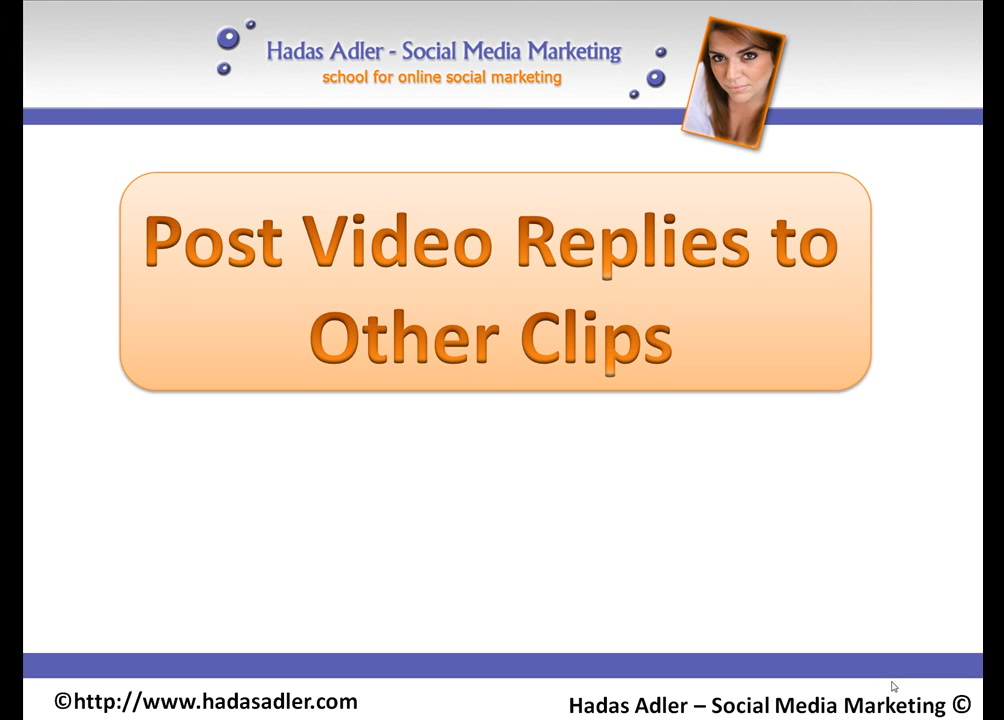 Hadas Adler - Social Media Marketing
school for online social marketing
Post Video Replies to
Other Clips
©http://www.hadasadler.com
Hadas Adler – Social Media Marketing ©